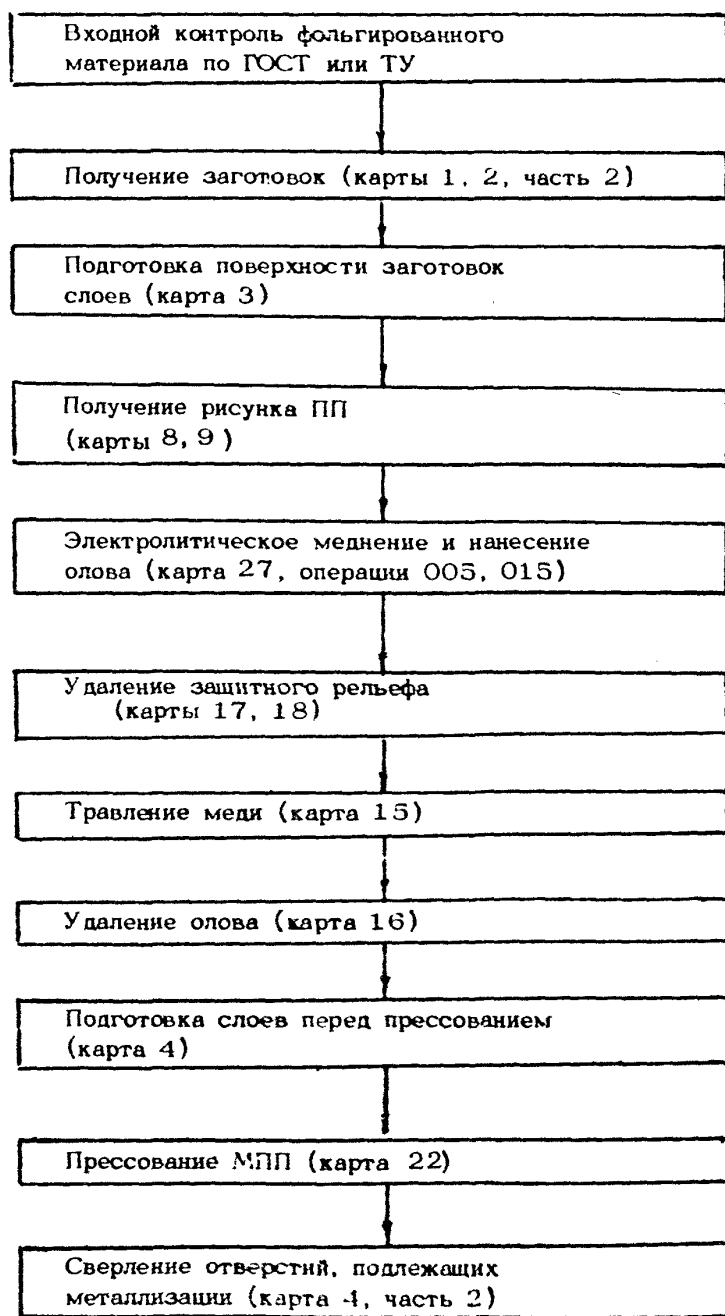 Входной контроль фольгированного
материала по ГОСТ или ТУ
Получение заготовок (карты 1, 2, часть 2)
Подготовка поверхности заготовок
слоев (карта 3)
Получение рисунка ПП
(карты 8, 9)
Электролитическое меднение и нанесение
олова (карта 27, операции 005, 015)
Удаление защитного рельефа
(карты 17, 18)
Травление меди (карта 15)
Удаление олова (карта 16)
Подготовка слоев перед прессованием
(карта 4)
Прессование МПП (карта 22)
Сверление отверстий, подлежащих
металлизации (карта 4, часть 2)